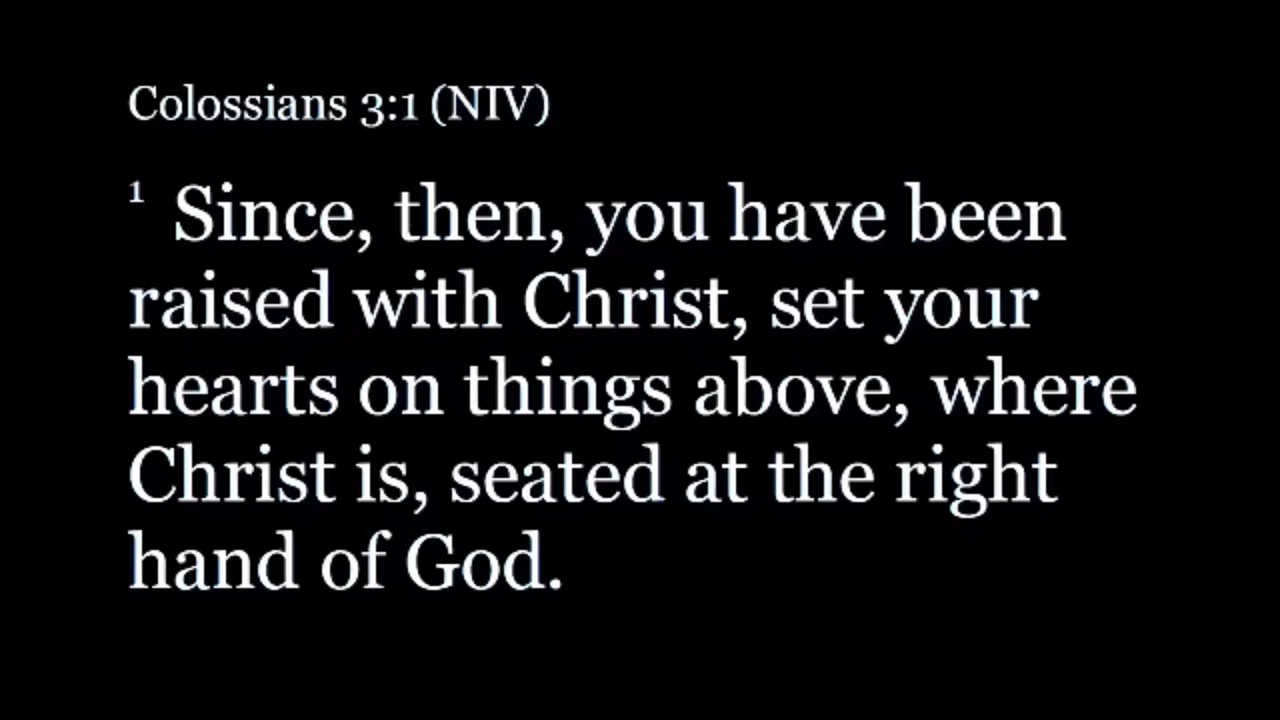 Colossians 3:1 (NIV)
1 Since, then, you have been
raised with Christ, set your
hearts on things above, where
Christ is, seated at the right
hand of God.